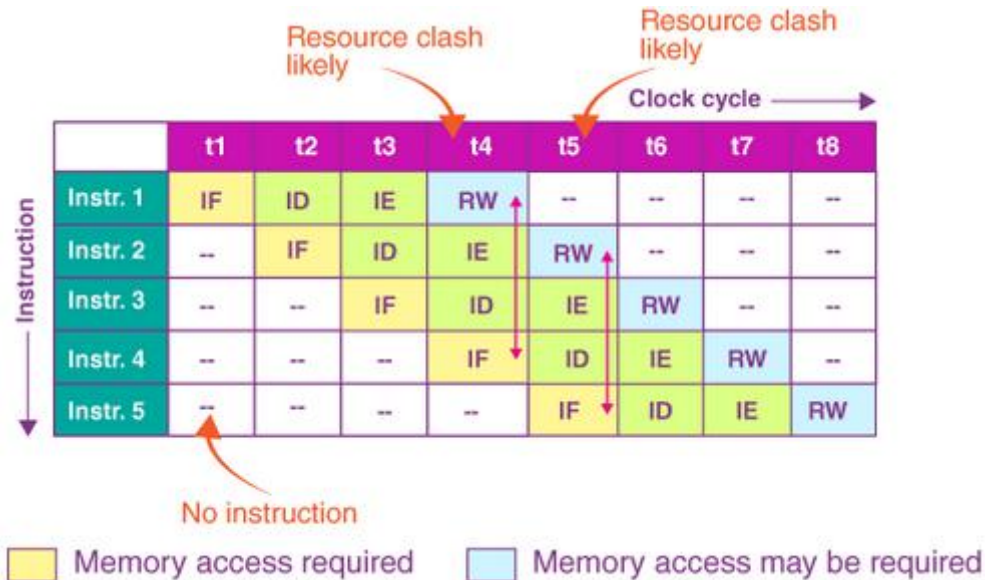 Resource clash
likely
Resource clash
likely
Clock cycle
t1 t2 t3 t4 t5 t6 t7 t8
Instruction
Instr. 1 IF ID IE RW -- -- -- --
Instr. 2 -- IF ID IE RW -- -- --
Instr. 3 -- -- IF ID IE RW -- --
Instr. 4 -- -- -- IF ID IE RW --
Instr. 5 -- -- -- -- IF ID IE RW
No instruction
Memory access required Memory access may be required